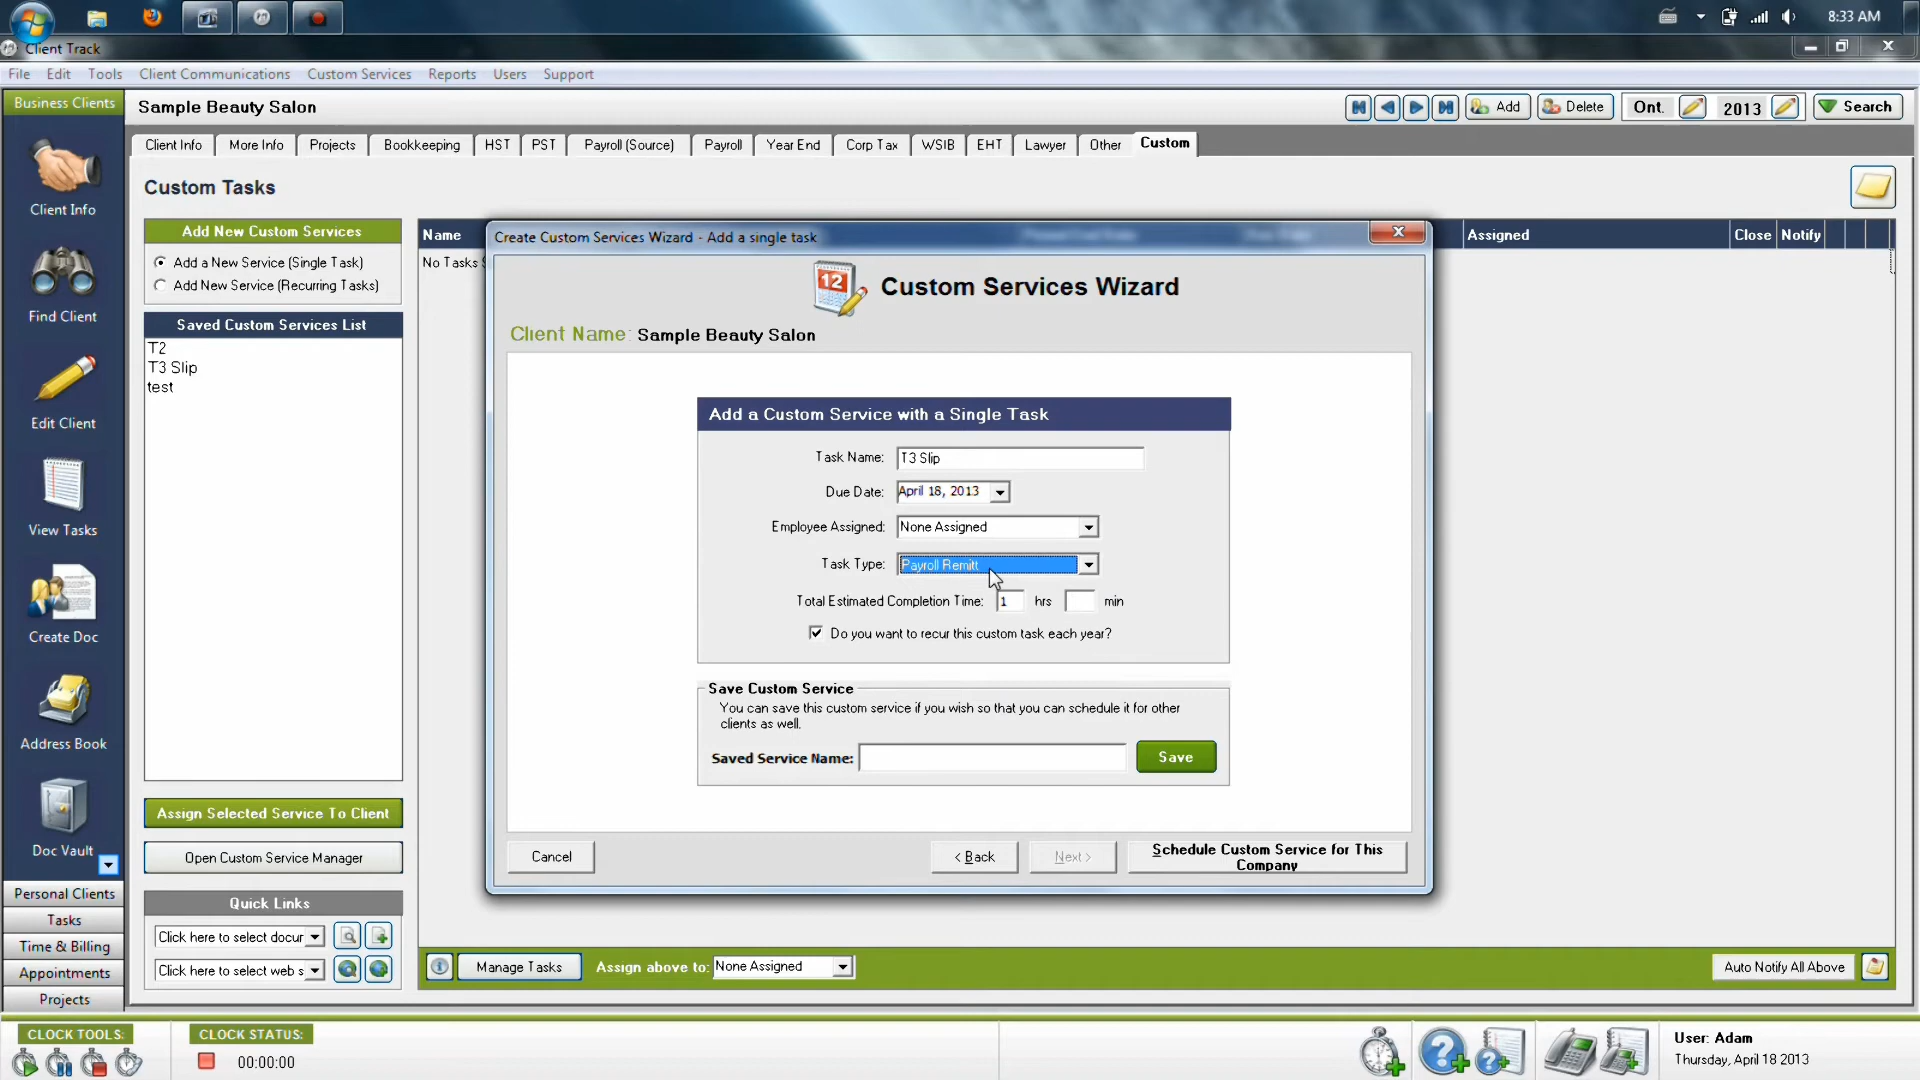 8:33 AM
Client Track
File Edit Tools Client Communications Custom Services Reports Users Support
Business Clients
Sample Beauty Salon
Add
Delete
Ont.
2013
Search
Client Info
More Info
Projects
Bookkeeping
HST
PST
Payroll (Source)
Payroll
Year End
Corp Tax
WSIB
EHT
Lawyer
Other
Custom
Custom Tasks
Client Info
Find Client
Edit Client
View Tasks
Create Doc
Address Book
Doc Vault
Personal Clients
Tasks
Time & Billing
Appointments
Projects
Add New Custom Services
Add a New Service (Single Task)
Add New Service (Recurring Tasks)
Saved Custom Services List
T2
T3 Slip
test
Assign Selected Service To Client
Open Custom Service Manager
Quick Links
Click here to select docur
Click here to select web s
Name
Assigned
Close
Notify
No Tasks
Create Custom Services Wizard - Add a single task
12
Custom Services Wizard
Client Name: Sample Beauty Salon
Add a Custom Service with a Single Task
Task Name: T3 Slip
Due Date: April 18, 2013
Employee Assigned: None Assigned
Task Type: Payroll Remitt
Total Estimated Completion Time: 1 hrs min
Do you want to recur this custom task each year?
Save Custom Service
You can save this custom service if you wish so that you can schedule it for other
clients as well.
Saved Service Name:
Save
Cancel
< Back
Next >
Schedule Custom Service for This
Company
Manage Tasks
Assign above to: None Assigned
Auto Notify All Above
CLOCK TOOLS:
CLOCK STATUS:
00:00:00
User: Adam
Thursday, April 18 2013